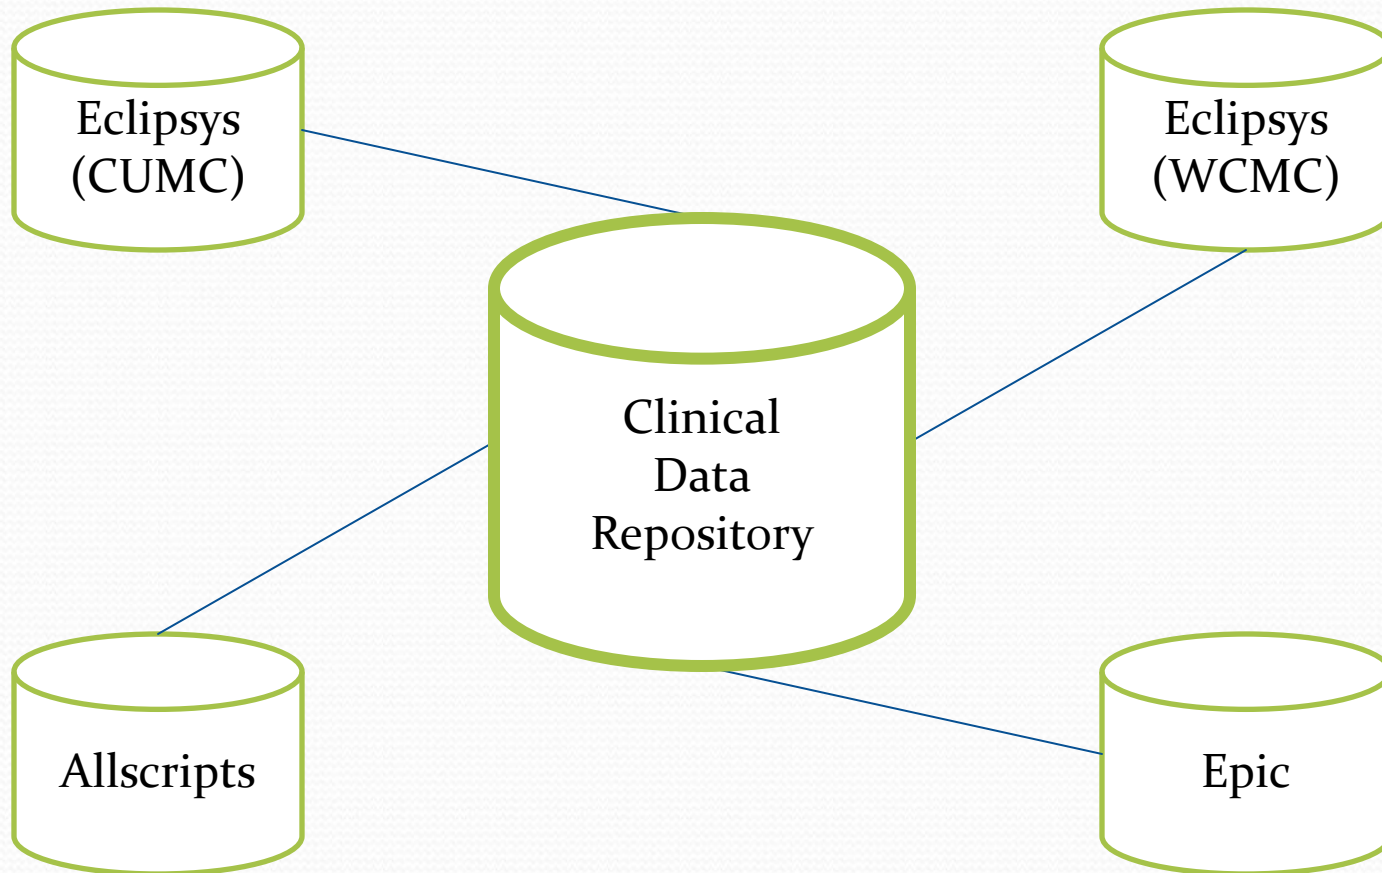 Eclipsys
(CUMC)
Eclipsys
(WCMC)
Clinical
Data
Repository
Allscripts
Epic